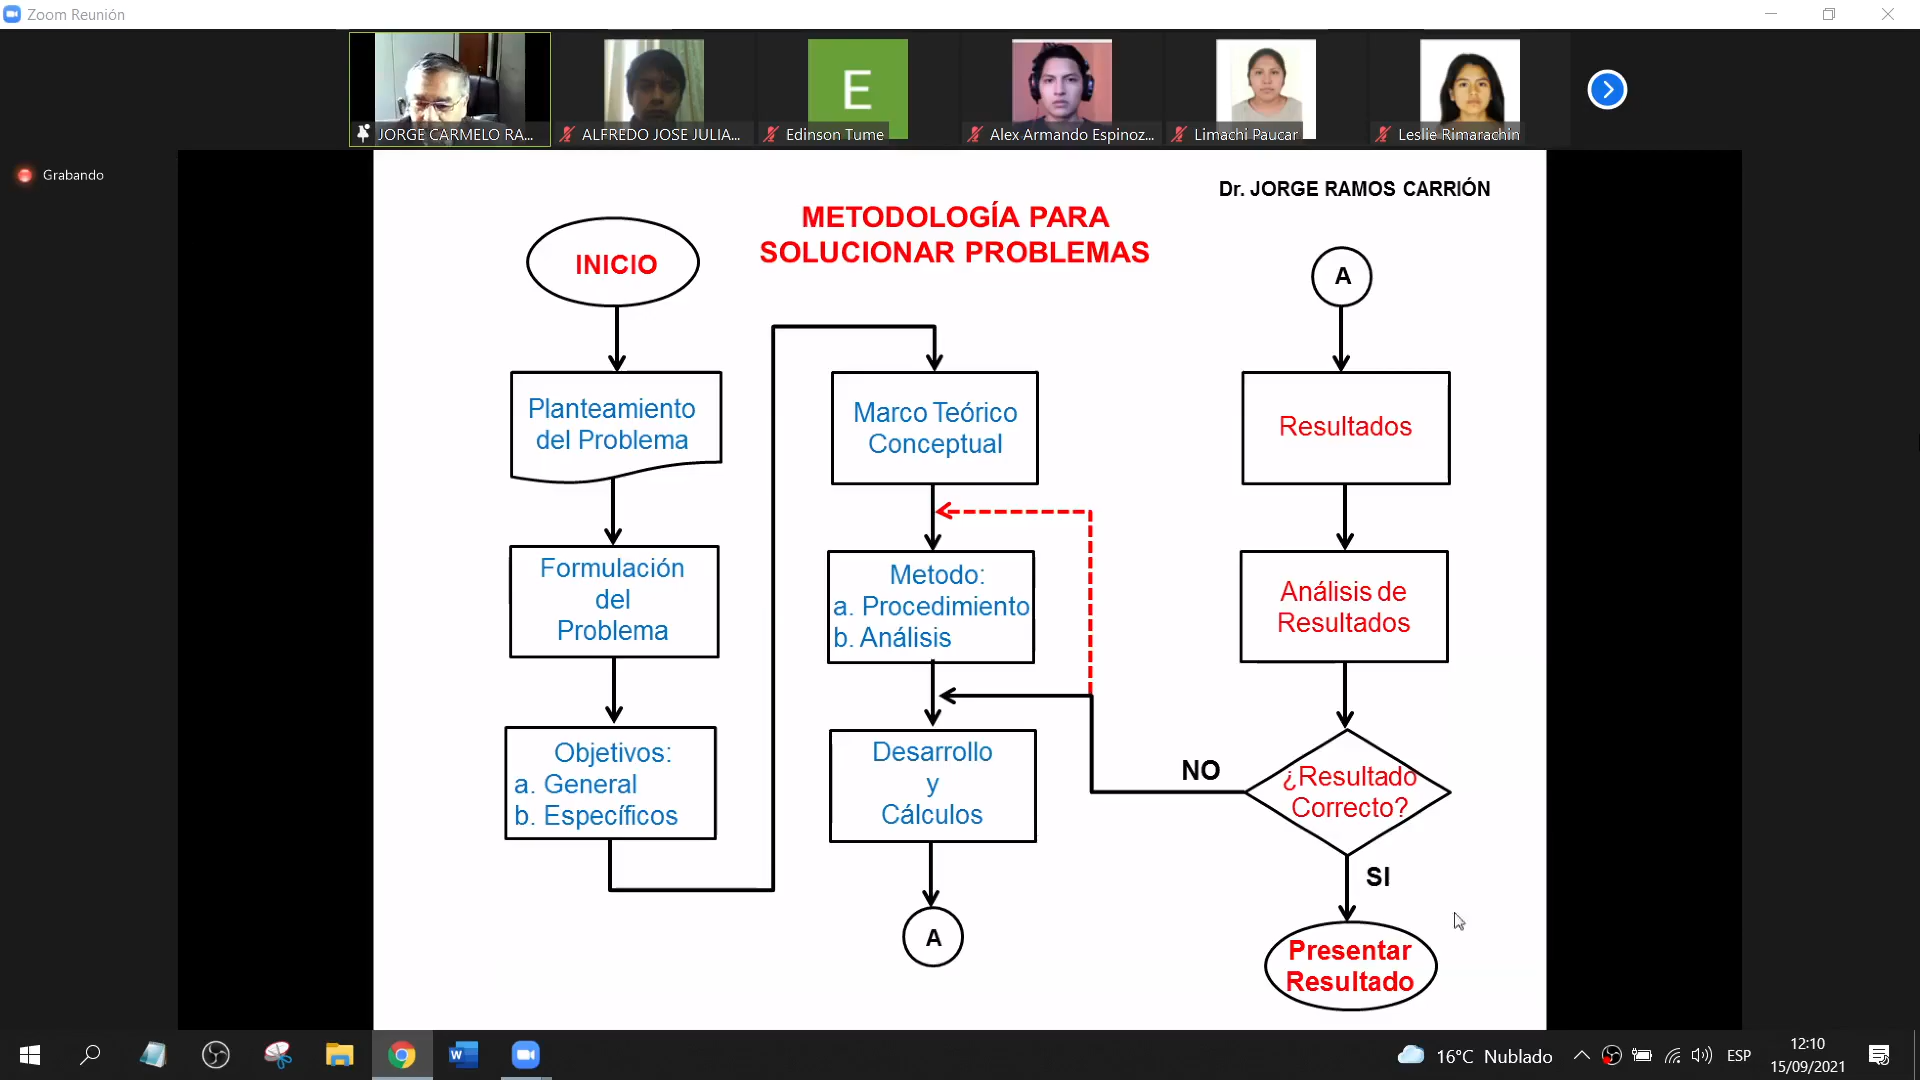 Zoom Reunión
JORGE CARMELO RA...
ALFREDO JOSE JULIA...
E
Edinson Tume
Alex Armando Espinoz...
Limachi Paucar
Leslie Rimarachin
Grabando
Dr. JORGE RAMOS CARRIÓN
METODOLOGÍA PARA
SOLUCIONAR PROBLEMAS
INICIO
Planteamiento
del Problema
Formulación
del
Problema
Objetivos:
a. General
b. Específicos
Marco Teórico
Conceptual
Metodo:
a. Procedimiento
b. Análisis
Desarrollo
y
Cálculos
A
A
Resultados
Análisis de
Resultados
¿Resultado
Correcto?
NO
SI
Presentar
Resultado
16°C Nublado
ESP
12:10
15/09/2021